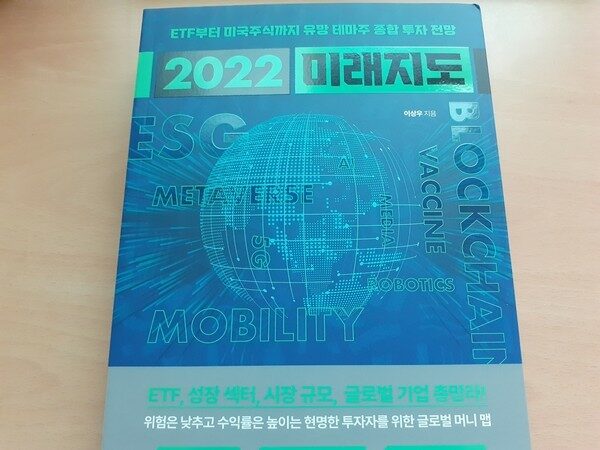 ETF부터 미국주식까지 유망 테마주 종합 투자 전망
2022 미래지도
이상우 지음
ESG
BLOCKCHAIN
AI
VACCINE
METAVERSE
MEDIA
5G
ROBOTICS
MOBILITY
ETF, 성장 섹터, 시장 규모, 글로벌 기업 총망라!
위험은 낮추고 수익률은 높이는 현명한 투자자를 위한 글로벌 머니 맵